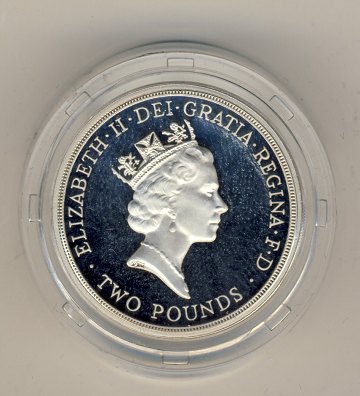 ELIZABETH · II · DEI · GRATIA · REGINA · F · D ·
TWO POUNDS ·